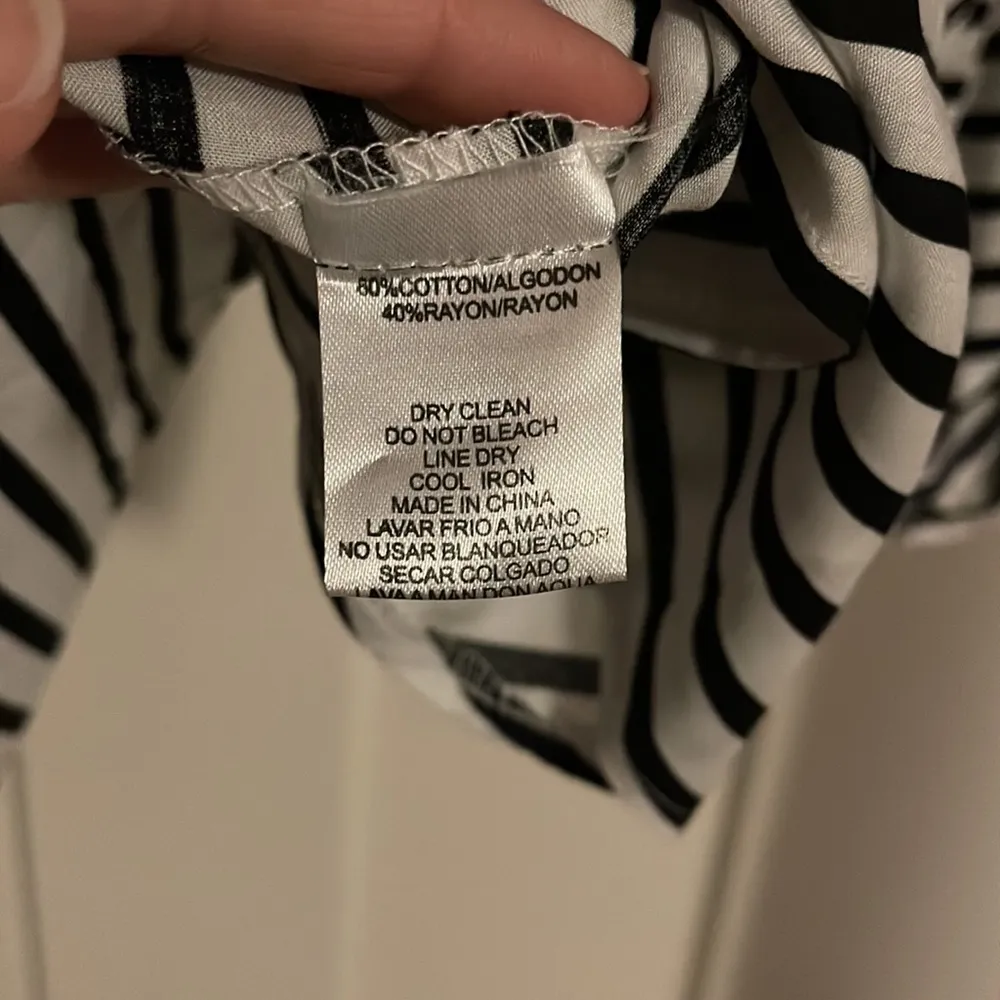 60%COTTON/ALGODON
40%RAYON/RAYON
DRY CLEAN
DO NOT BLEACH
LINE DRY
COOL IRON
MADE IN CHINA
LAVAR FRIO A MANO
NO USAR BLANQUEADOR
SECAR COLGADO